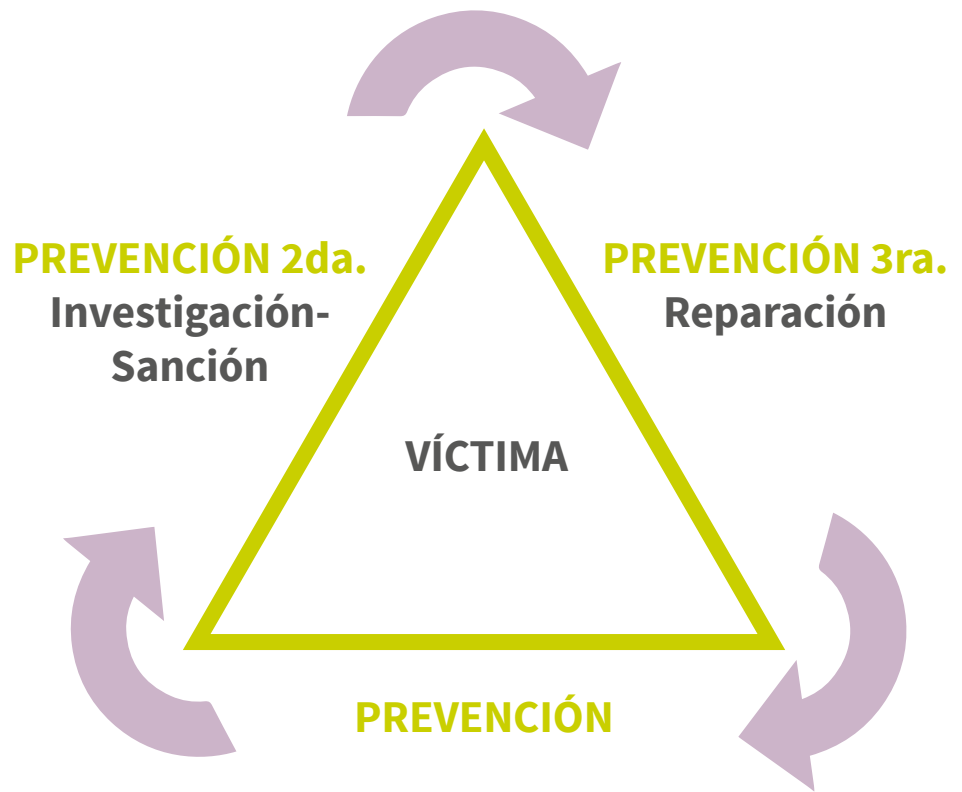 PREVENCIÓN 2da.
Investigación-
Sanción
PREVENCIÓN 3ra.
Reparación
VÍCTIMA
PREVENCIÓN